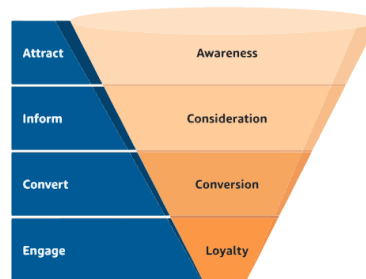 Attract
Awareness
Inform
Consideration
Convert
Conversion
Engage
Loyalty